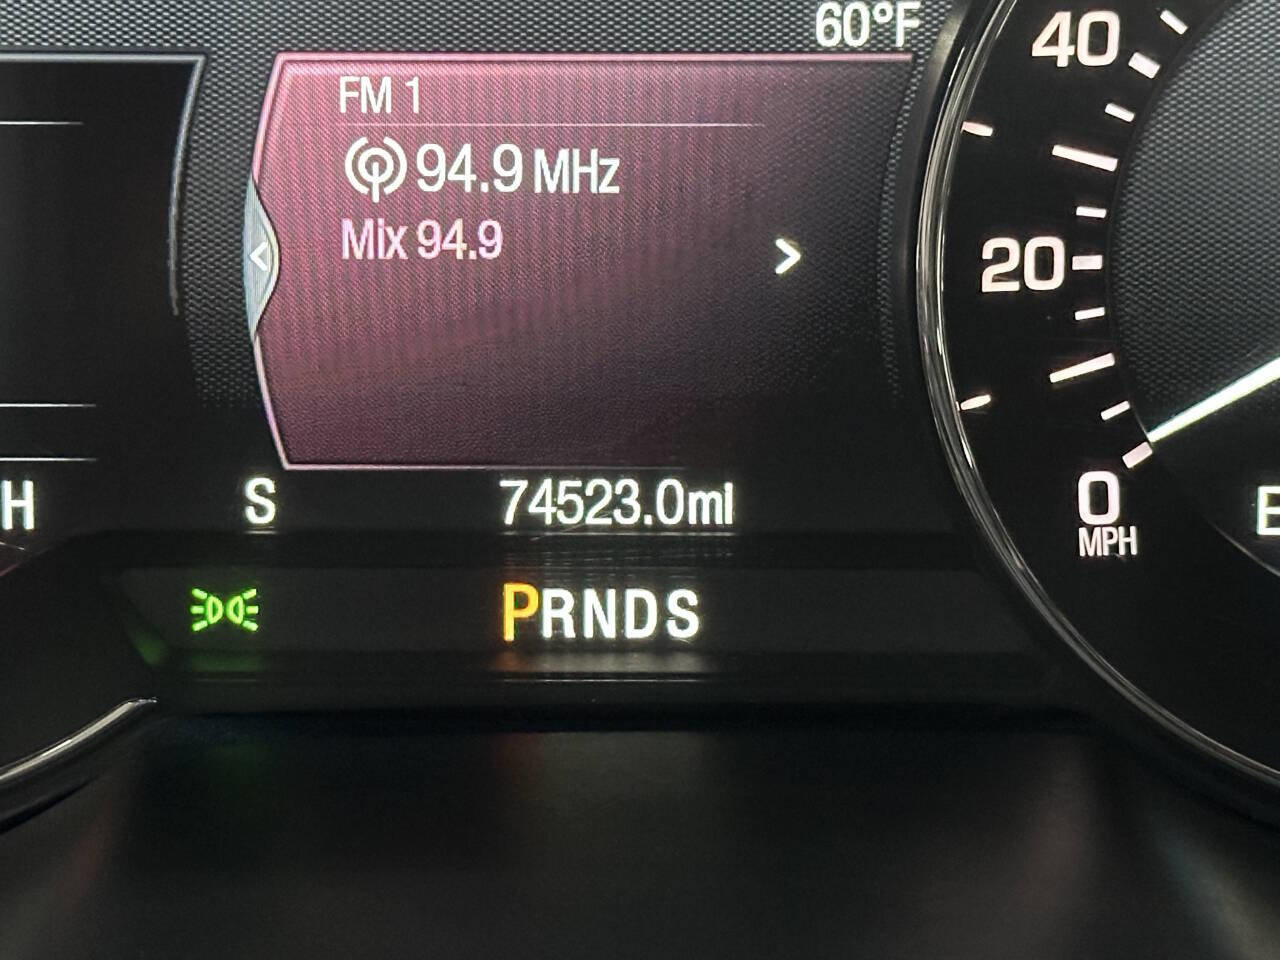 60°F
FM 1
94.9 MHz
Mix 94.9
40
20
0
MPH
H
S
74523.0mi
E
PRNDS